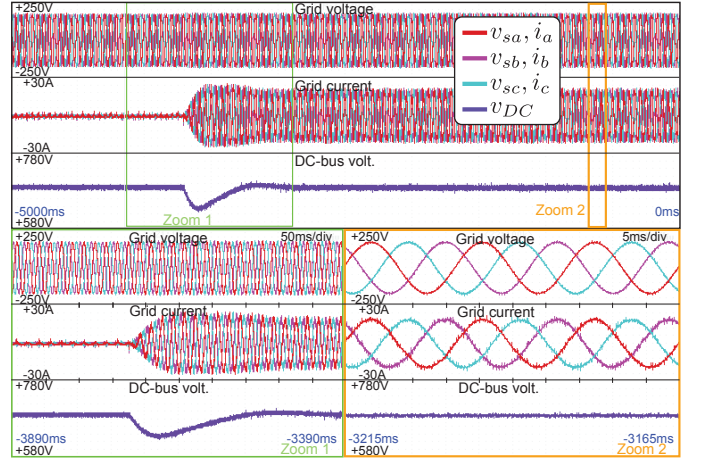 +250V
Grid voltage
-250V
+30A
Grid current
-30A
+780V
DC-bus volt.
-5000ms
+580V
Zoom 1
Zoom 2
0ms
v_{sa}, i_a
v_{sb}, i_b
v_{sc}, i_c
v_{DC}
+250V
Grid voltage
50ms/div
-250V
+30A
Grid current
-30A
+780V
DC-bus volt.
-3890ms
-3390ms
+580V
Zoom 1
+250V
Grid voltage
5ms/div
-250V
+30A
Grid current
-30A
+780V
DC-bus volt.
-3215ms
-3165ms
+580V
Zoom 2